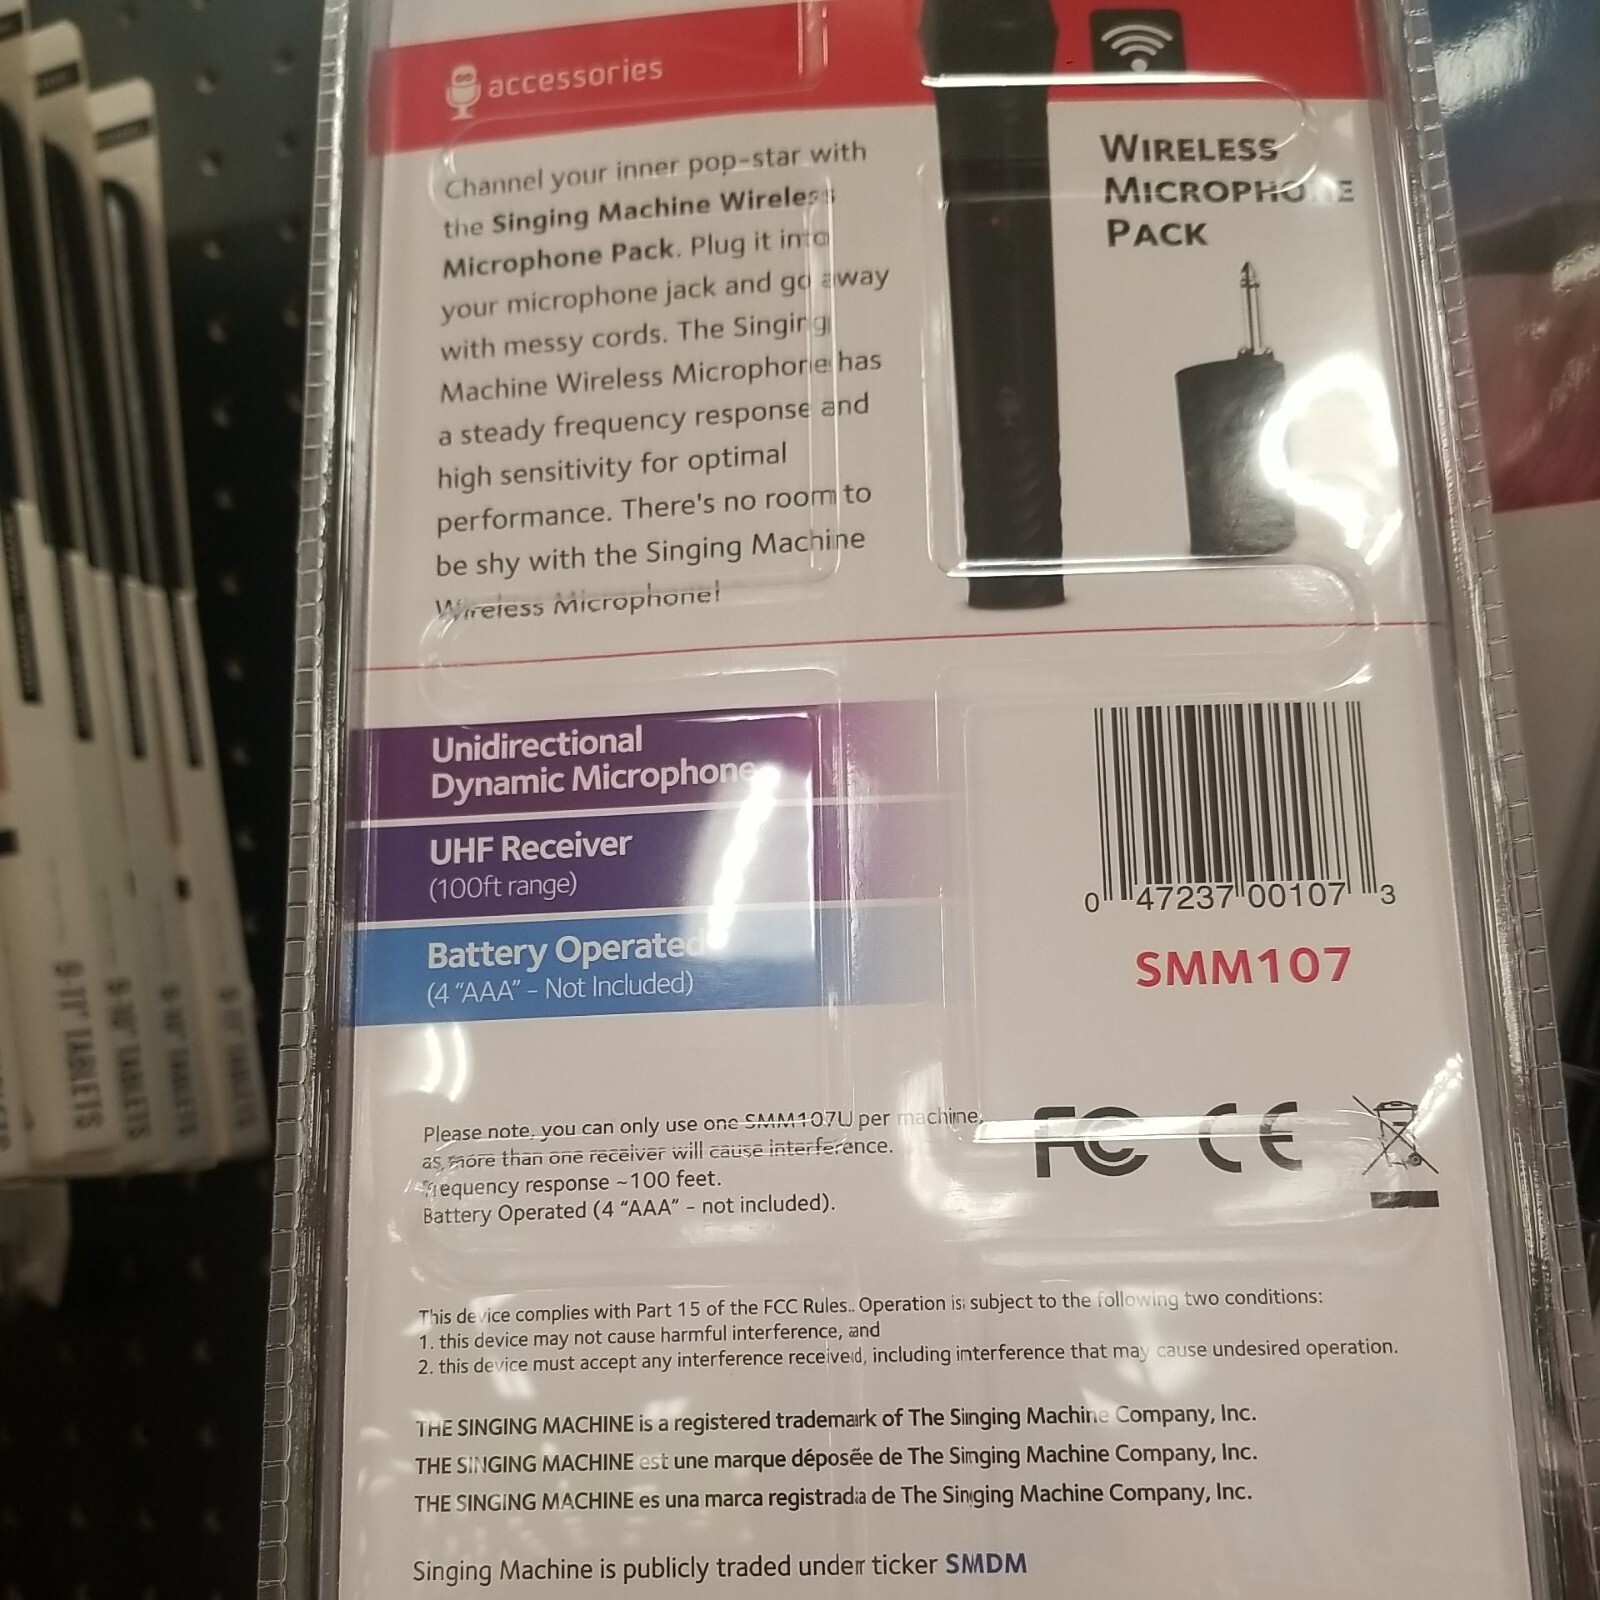 accessories
Channel your inner pop-star with
the Singing Machine Wireless
Microphone Pack. Plug it into
your microphone jack and go away
with messy cords. The Singing
Machine Wireless Microphone has
a steady frequency response and
high sensitivity for optimal
performance. There's no room to
be shy with the Singing Machine
Wireless Microphone!
WIRELESS
MICROPHONE
PACK
Unidirectional
Dynamic Microphone
UHF Receiver
(100ft range)
Battery Operated
(4 "AAA" - Not Included)
0 47237 00107 3
SMM107
Please note, you can only use one SMM107U per machine,
as more than one receiver will cause interference.
Frequency response ~100 feet.
Battery Operated (4 "AAA" - not included).
FC CE
This device complies with Part 15 of the FCC Rules.. Operation is subject to the following two conditions:
1. this device may not cause harmful interference, and
2. this device must accept any interference received, including interference that may cause undesired operation.
THE SINGING MACHINE is a registered trademark of The Singing Machine Company, Inc.
THE SINGING MACHINE est une marque déposée de The Singing Machine Company, Inc.
THE SINGING MACHINE es una marca registrada de The Singing Machine Company, Inc.
Singing Machine is publicly traded under ticker SMDM
9-11" TABLETS
TABLETS
TABLETS
TABLETS